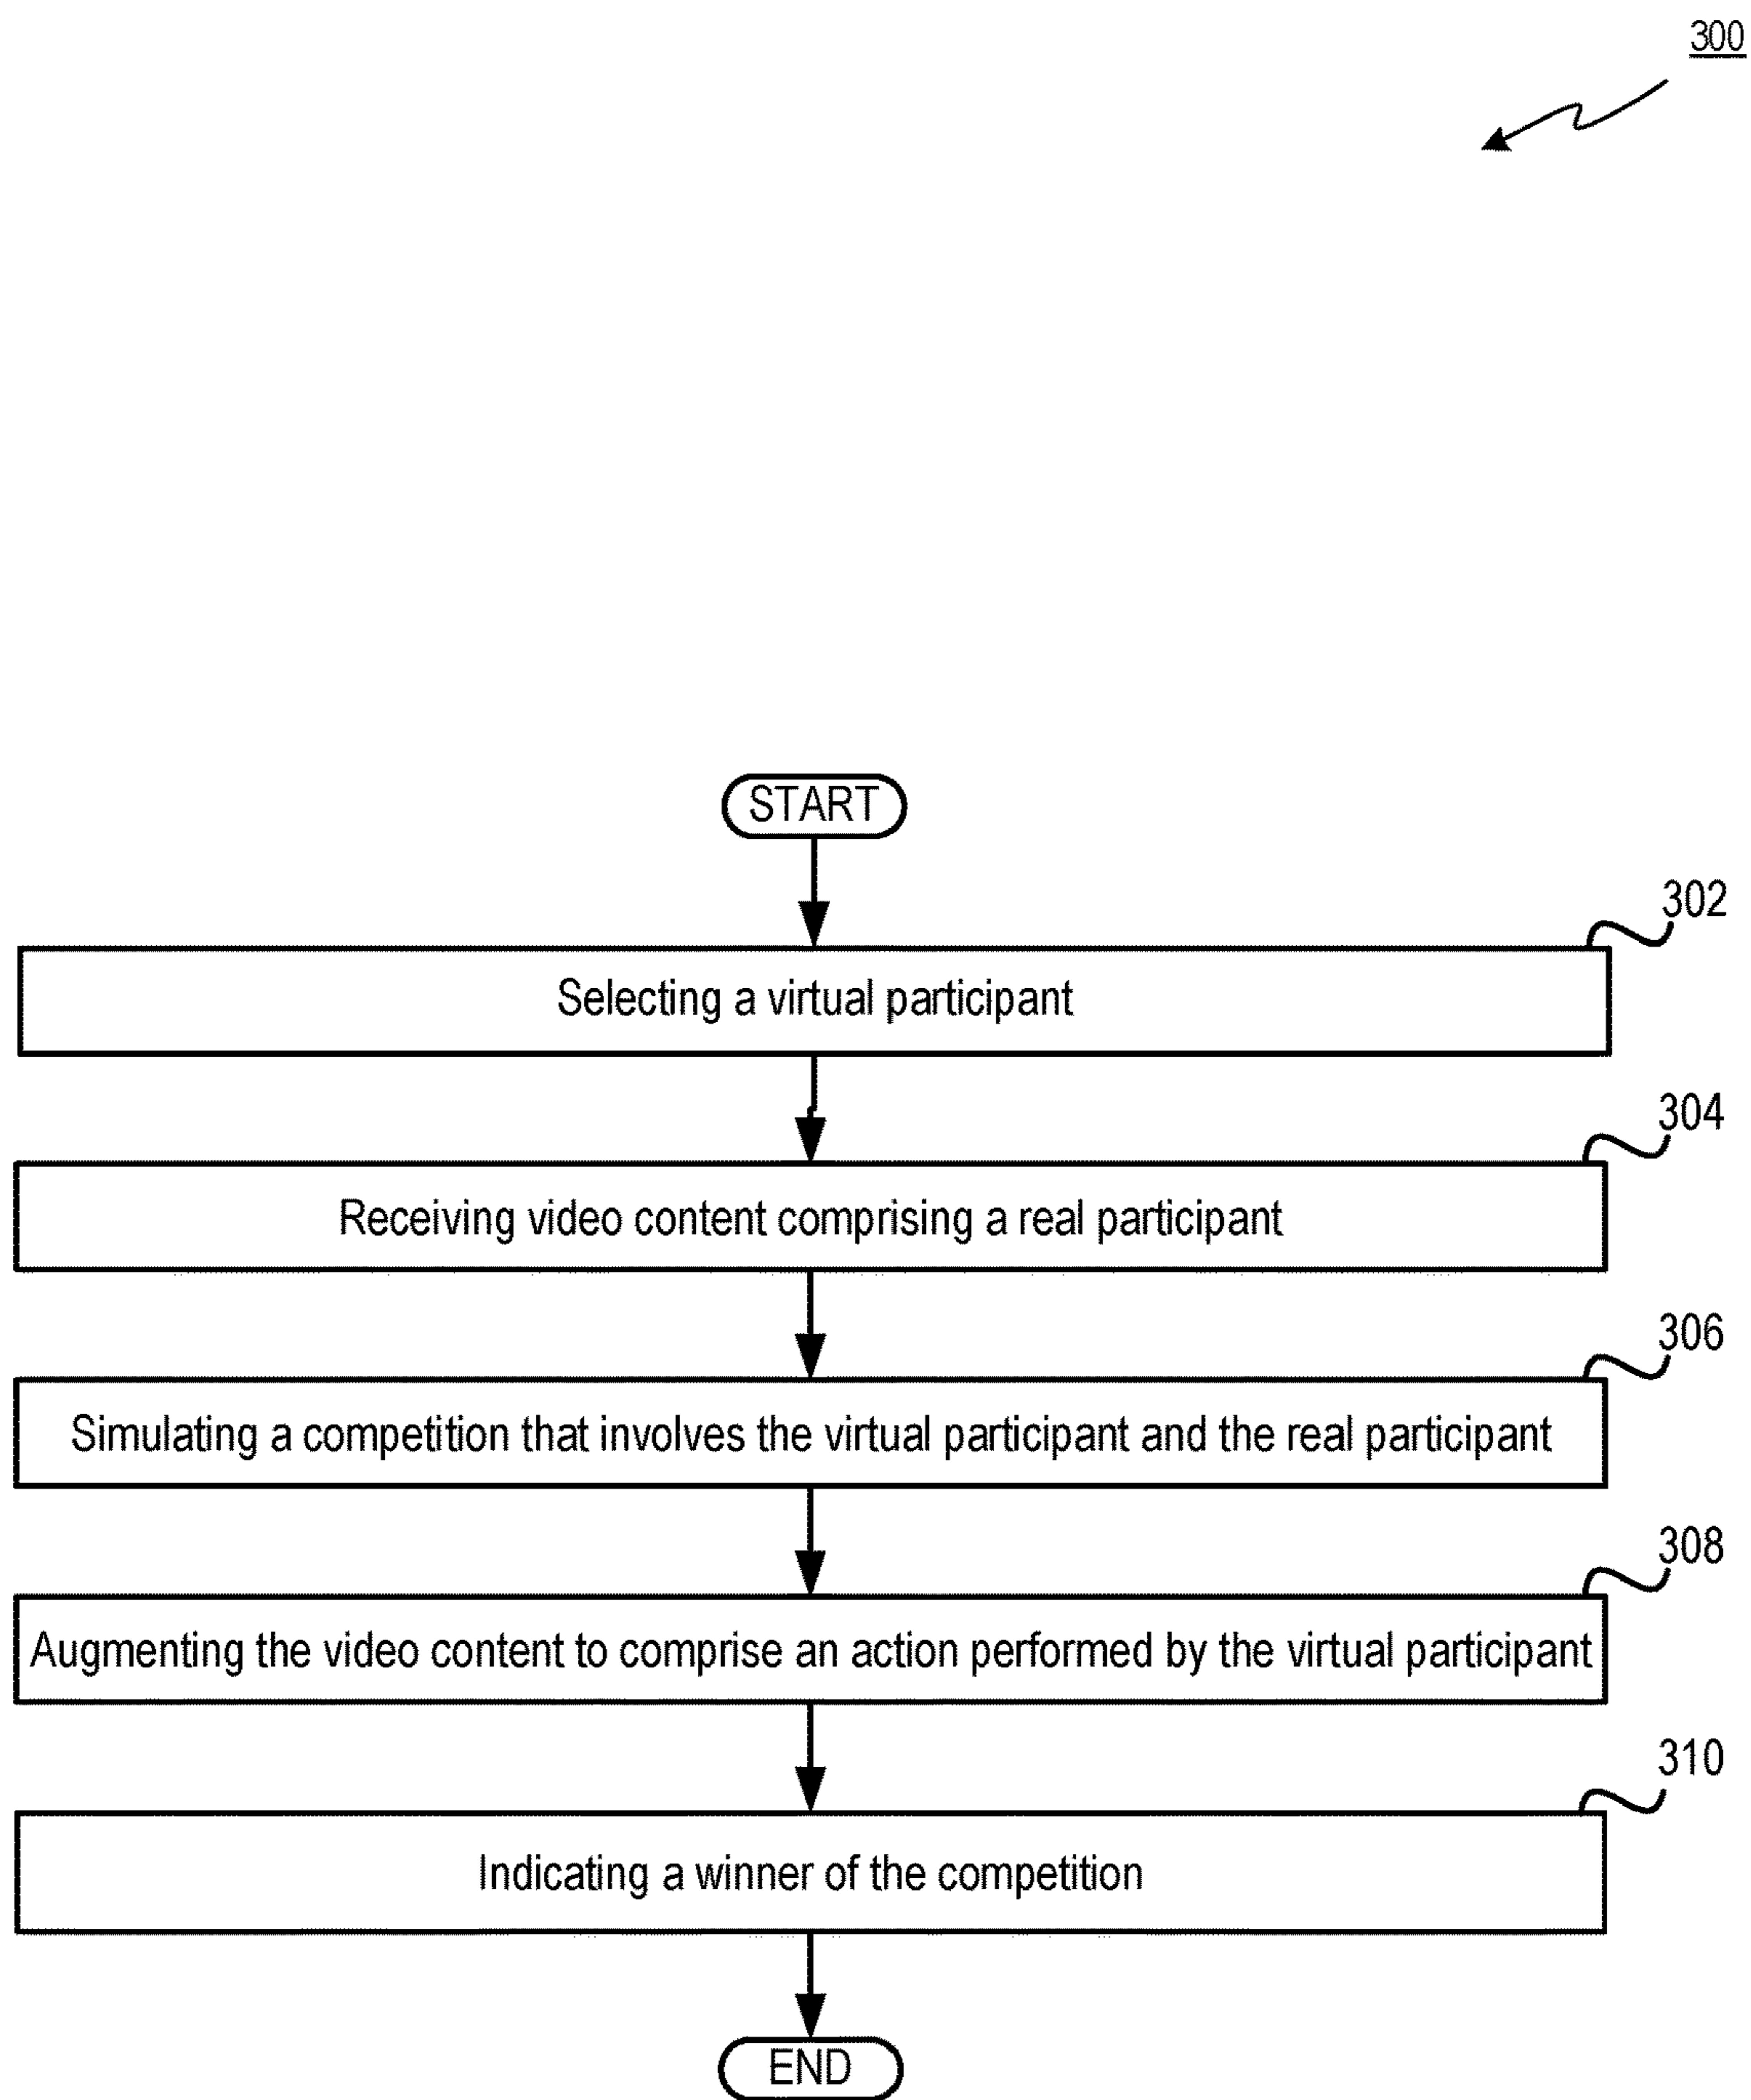 300
START
302
Selecting a virtual participant
304
Receiving video content comprising a real participant
306
Simulating a competition that involves the virtual participant and the real participant
308
Augmenting the video content to comprise an action performed by the virtual participant
310
Indicating a winner of the competition
END